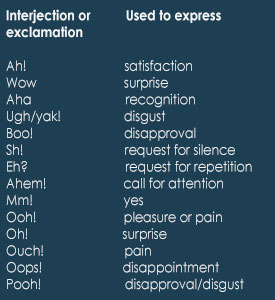 Interjection or Used to express
exclamation
Ah! satisfaction
Wow surprise
Aha recognition
Ugh/yak! disgust
Boo! disapproval
Sh! request for silence
Eh? request for repetition
Ahem! call for attention
Mm! yes
Ooh! pleasure or pain
Oh! surprise
Ouch! pain
Oops! disappointment
Pooh! disapproval/disgust